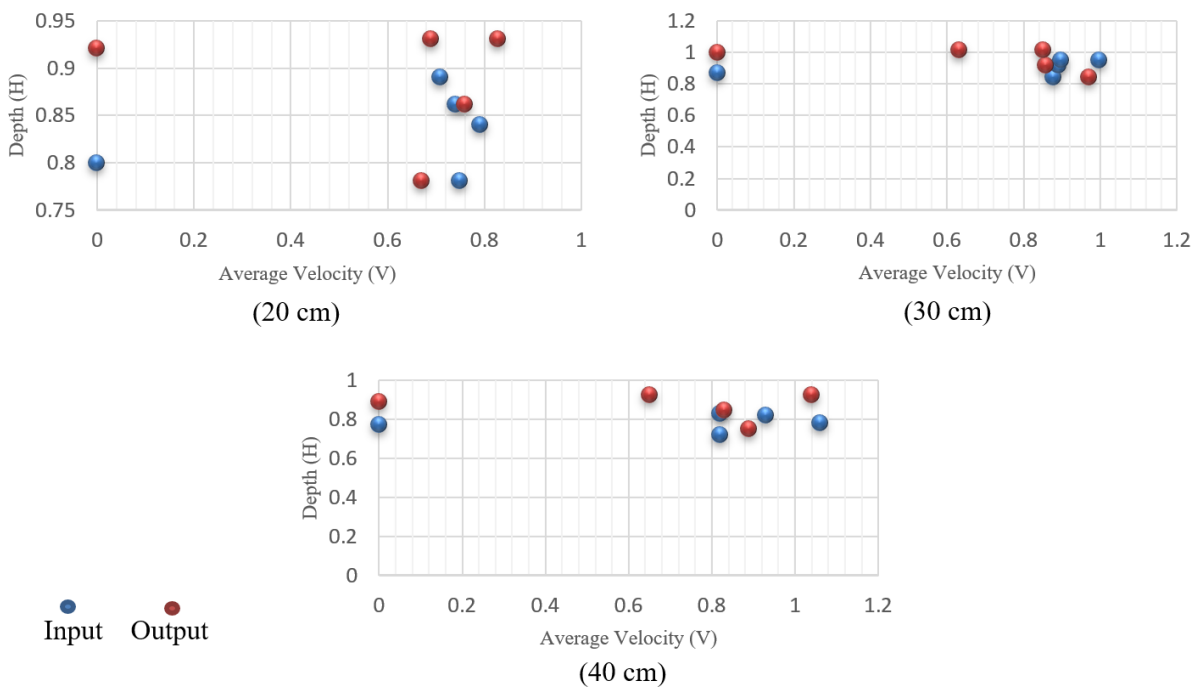 0.95
0.9
0.85
0.8
0.75
Depth (H)
0 0.2 0.4 0.6 0.8 1
Average Velocity (V)
(20 cm)
1.2
1
0.8
0.6
0.4
0.2
0
Depth (H)
0 0.2 0.4 0.6 0.8 1 1.2
Average Velocity (V)
(30 cm)
1
0.8
0.6
0.4
0.2
0
Depth (H)
0 0.2 0.4 0.6 0.8 1 1.2
Average Velocity (V)
(40 cm)
Input Output